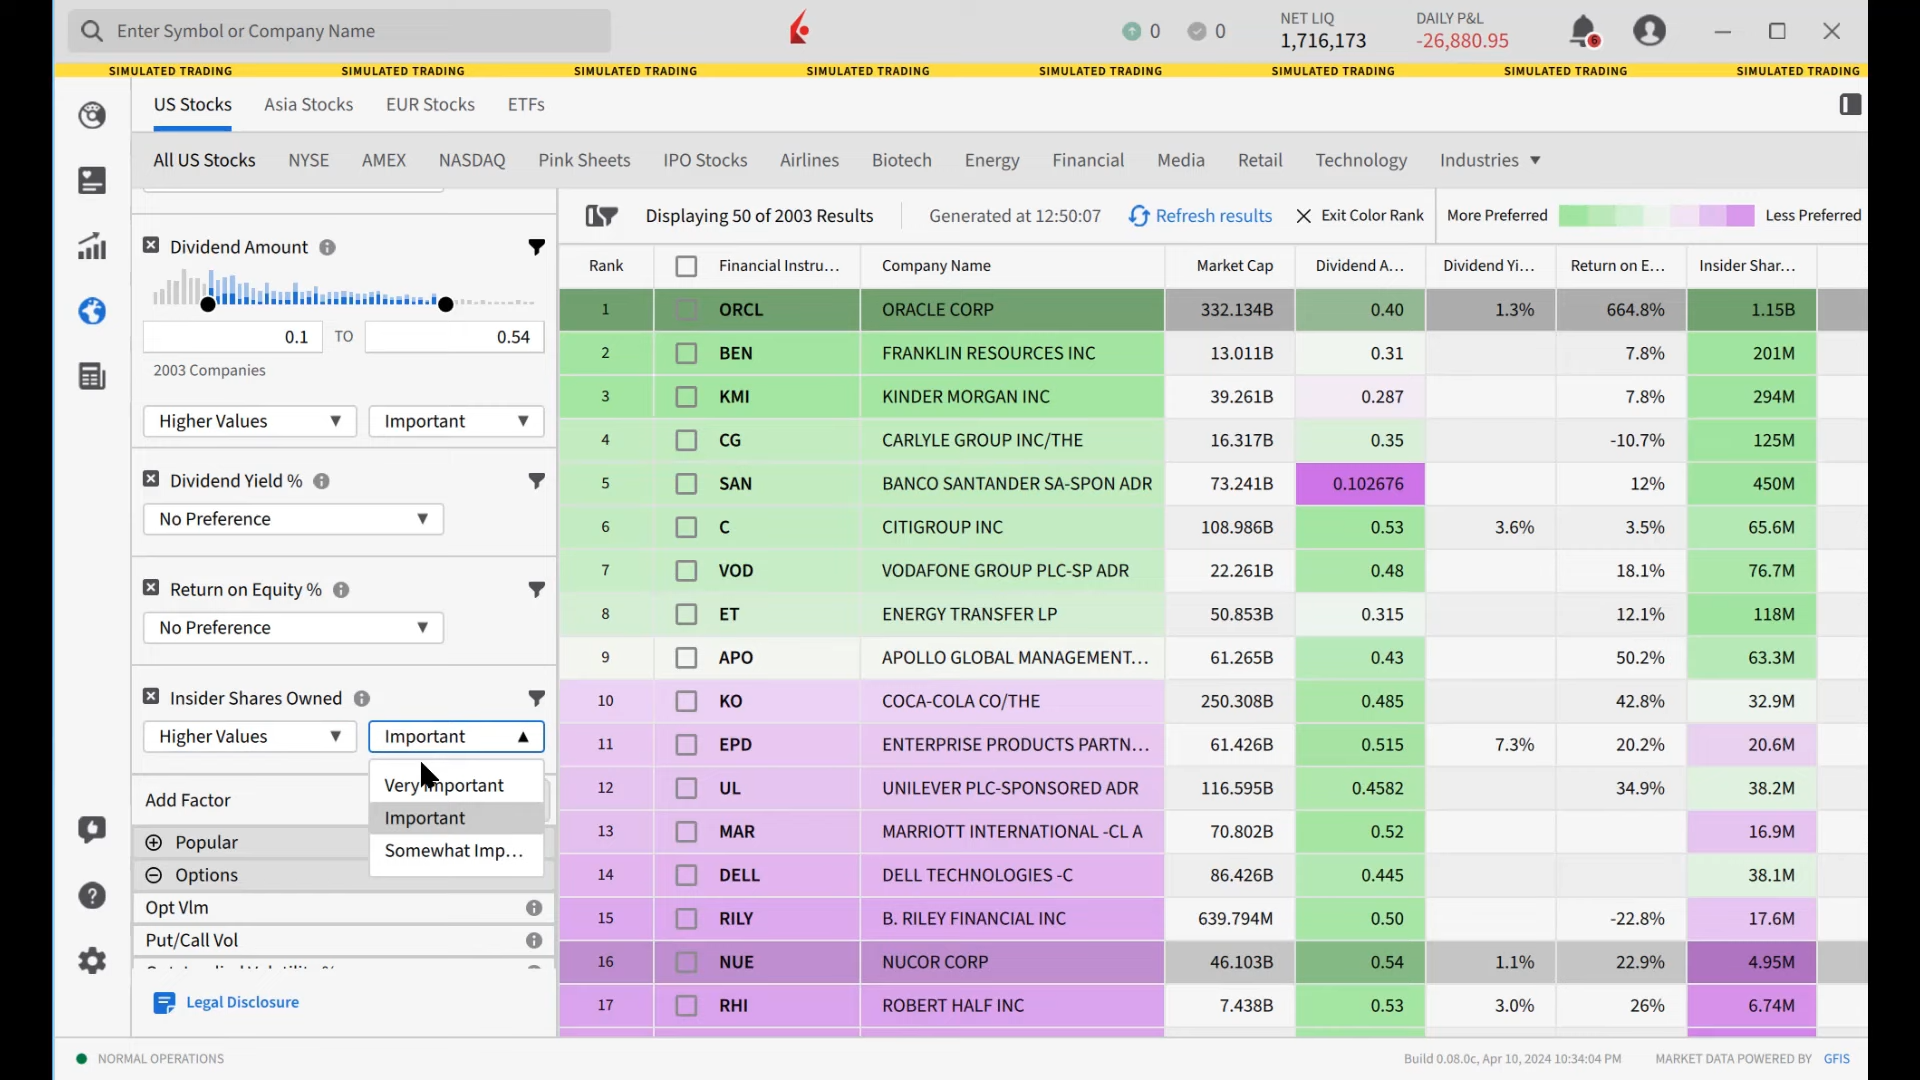 Enter Symbol or Company Name
0
0
NET LIQ
1,716,173
DAILY P&L
-26,880.95
6
SIMULATED TRADING SIMULATED TRADING SIMULATED TRADING SIMULATED TRADING SIMULATED TRADING SIMULATED TRADING SIMULATED TRADING SIMULATED TRADING
US Stocks Asia Stocks EUR Stocks ETFs
All US Stocks NYSE AMEX NASDAQ Pink Sheets IPO Stocks Airlines Biotech Energy Financial Media Retail Technology Industries
Dividend Amount
0.1 TO 0.54
2003 Companies
Higher Values Important
Dividend Yield %
No Preference
Return on Equity %
No Preference
Insider Shares Owned
Higher Values Important
Very Important
Important
Somewhat Imp...
Add Factor
Popular
Options
Opt Vlm
Put/Call Vol
Legal Disclosure
Displaying 50 of 2003 Results Generated at 12:50:07 Refresh results Exit Color Rank More Preferred Less Preferred
Rank Financial Instru... Company Name Market Cap Dividend A... Dividend Yi... Return on E... Insider Shar...
1 ORCL ORACLE CORP 332.134B 0.40 1.3% 664.8% 1.15B
2 BEN FRANKLIN RESOURCES INC 13.011B 0.31 7.8% 201M
3 KMI KINDER MORGAN INC 39.261B 0.287 7.8% 294M
4 CG CARLYLE GROUP INC/THE 16.317B 0.35 -10.7% 125M
5 SAN BANCO SANTANDER SA-SPON ADR 73.241B 0.102676 12% 450M
6 C CITIGROUP INC 108.986B 0.53 3.6% 3.5% 65.6M
7 VOD VODAFONE GROUP PLC-SP ADR 22.261B 0.48 18.1% 76.7M
8 ET ENERGY TRANSFER LP 50.853B 0.315 12.1% 118M
9 APO APOLLO GLOBAL MANAGEMENT... 61.265B 0.43 50.2% 63.3M
10 KO COCA-COLA CO/THE 250.308B 0.485 42.8% 32.9M
11 EPD ENTERPRISE PRODUCTS PARTN... 61.426B 0.515 7.3% 20.2% 20.6M
12 UL UNILEVER PLC-SPONSORED ADR 116.595B 0.4582 34.9% 38.2M
13 MAR MARRIOTT INTERNATIONAL -CL A 70.802B 0.52 16.9M
14 DELL DELL TECHNOLOGIES -C 86.426B 0.445 38.1M
15 RILY B. RILEY FINANCIAL INC 639.794M 0.50 -22.8% 17.6M
16 NUE NUCOR CORP 46.103B 0.54 1.1% 22.9% 4.95M
17 RHI ROBERT HALF INC 7.438B 0.53 3.0% 26% 6.74M
NORMAL OPERATIONS Build 0.08.0c, Apr 10, 2024 10:34:04 PM MARKET DATA POWERED BY GFIS